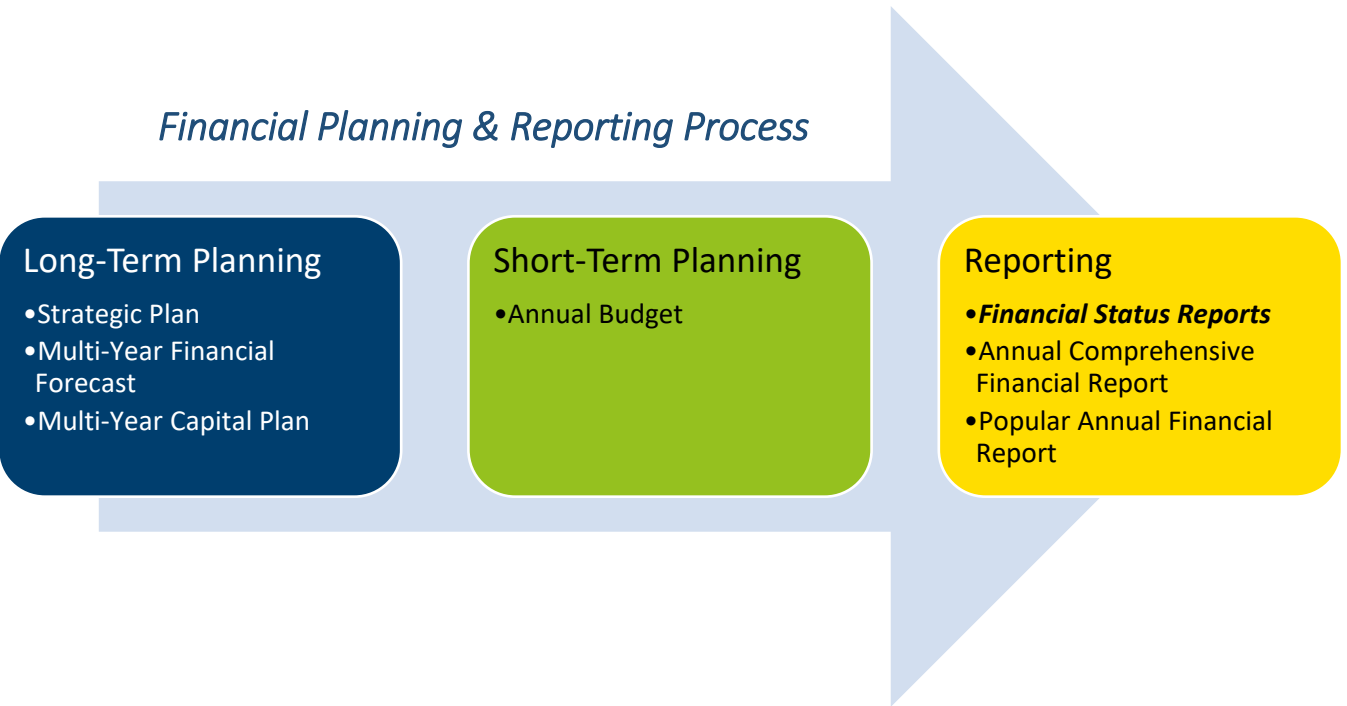 Financial Planning & Reporting Process
Long-Term Planning
•Strategic Plan
•Multi-Year Financial
Forecast
•Multi-Year Capital Plan
Short-Term Planning
•Annual Budget
Reporting
•Financial Status Reports
•Annual Comprehensive
Financial Report
•Popular Annual Financial
Report